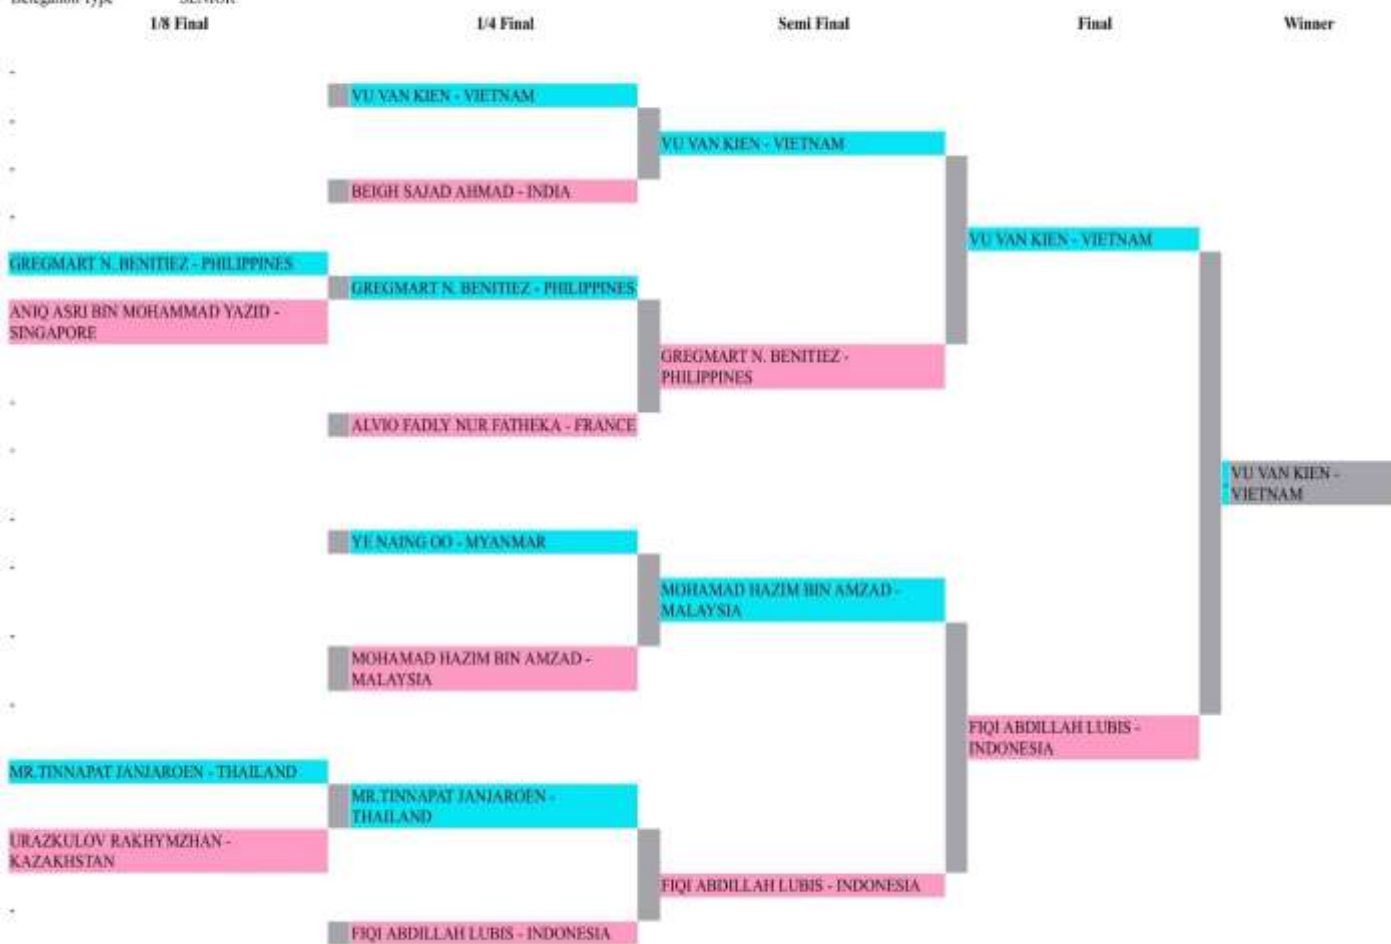 Delegation Type SENIOR
1/8 Final 1/4 Final Semi Final Final Winner
-
VU VAN KIEN - VIETNAM
-
VU VAN KIEN - VIETNAM
-
BEIGH SAJAD AHMAD - INDIA
-
VU VAN KIEN - VIETNAM
GREGMART N. BENITIEZ - PHILIPPINES
GREGMART N. BENITIEZ - PHILIPPINES
ANIQ ASRI BIN MOHAMMAD YAZID -
SINGAPORE
GREGMART N. BENITIEZ -
PHILIPPINES
-
ALVIO FADLY NUR FATHEKA - FRANCE
-
VU VAN KIEN -
VIETNAM
-
YE NAING OO - MYANMAR
-
MOHAMAD HAZIM BIN AMZAD -
MALAYSIA
-
MOHAMAD HAZIM BIN AMZAD -
MALAYSIA
-
FIQI ABDILLAH LUBIS -
INDONESIA
MR.TINNAPAT JANJAROEN - THAILAND
MR.TINNAPAT JANJAROEN -
THAILAND
URAZKULOV RAKHYMZHAN -
KAZAKHSTAN
FIQI ABDILLAH LUBIS - INDONESIA
-
FIQI ABDILLAH LUBIS - INDONESIA